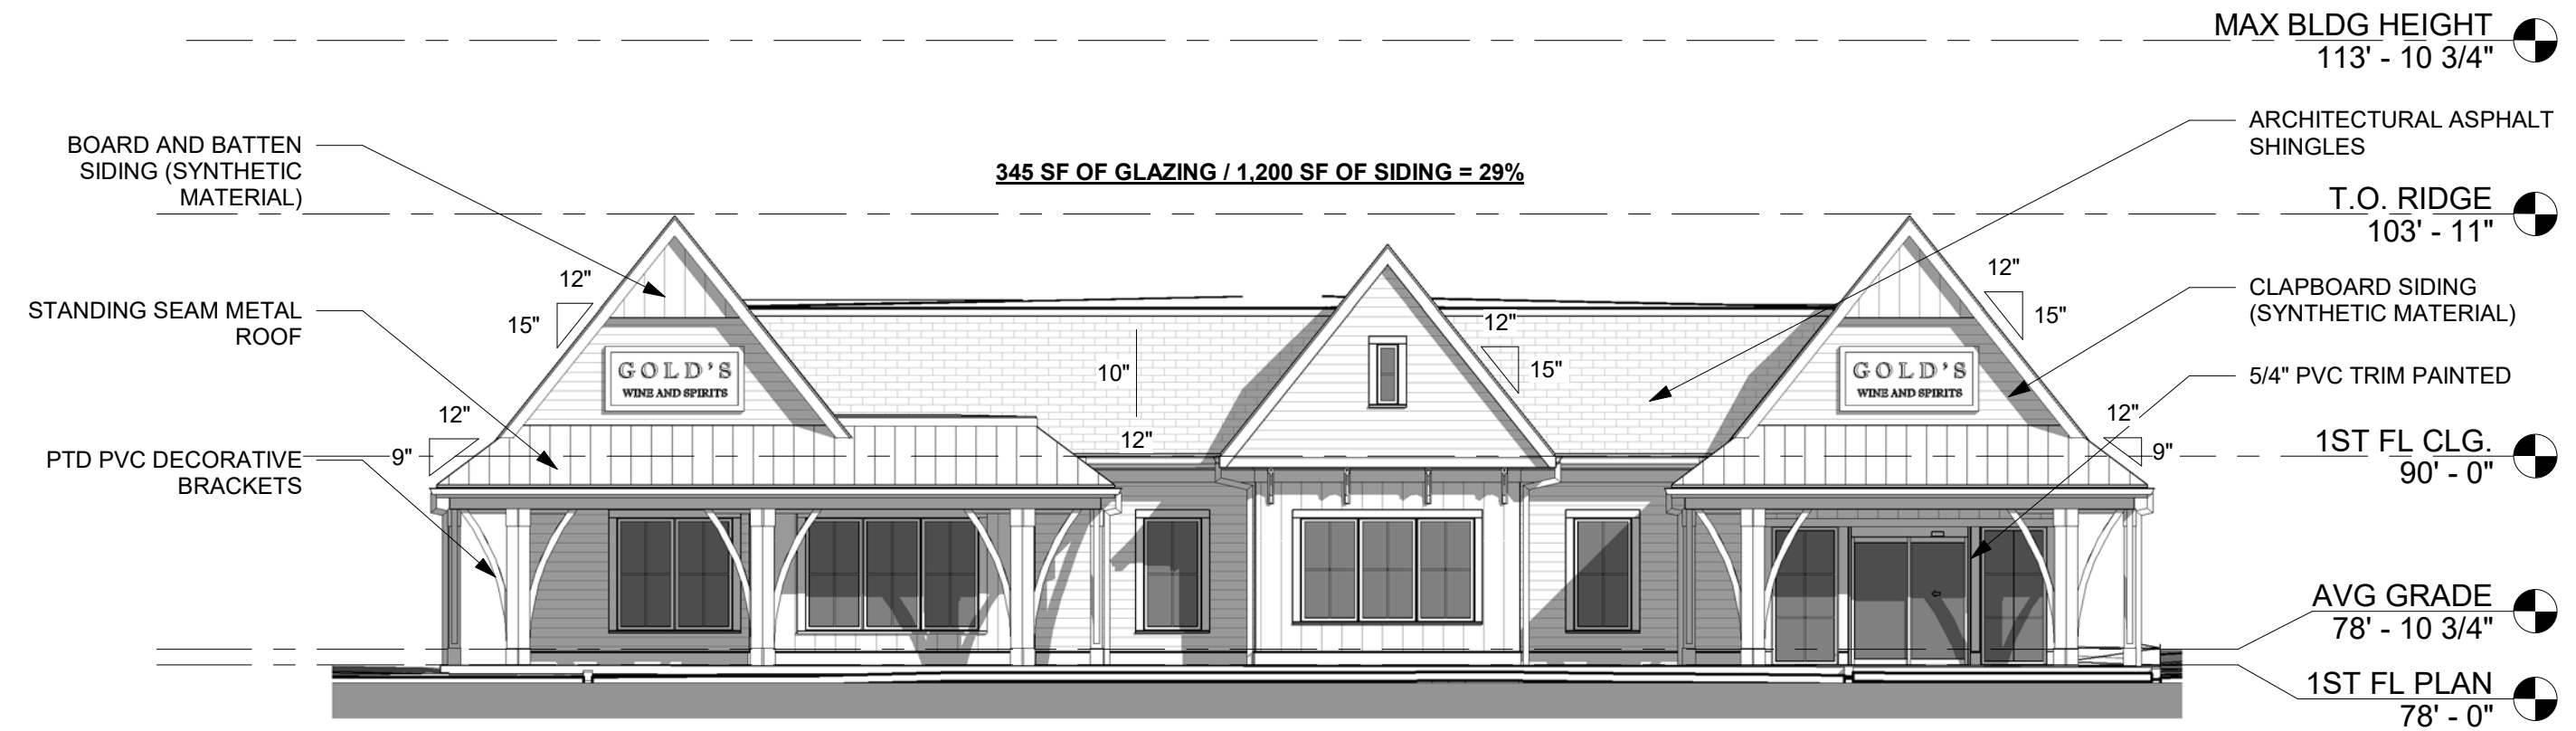 MAX BLDG HEIGHT
113' - 10 3/4"
BOARD AND BATTEN
SIDING (SYNTHETIC
MATERIAL)
345 SF OF GLAZING / 1,200 SF OF SIDING = 29%
ARCHITECTURAL ASPHALT
SHINGLES
T.O. RIDGE
103' - 11"
STANDING SEAM METAL
ROOF
12"
15"
GOLD'S
WINE AND SPIRITS
10"
12"
12"
15"
GOLD'S
WINE AND SPIRITS
12"
15"
CLAPBOARD SIDING
(SYNTHETIC MATERIAL)
5/4" PVC TRIM PAINTED
12"
9"
PTD PVC DECORATIVE
BRACKETS
12"
9"
1ST FL CLG.
90' - 0"
AVG GRADE
78' - 10 3/4"
1ST FL PLAN
78' - 0"